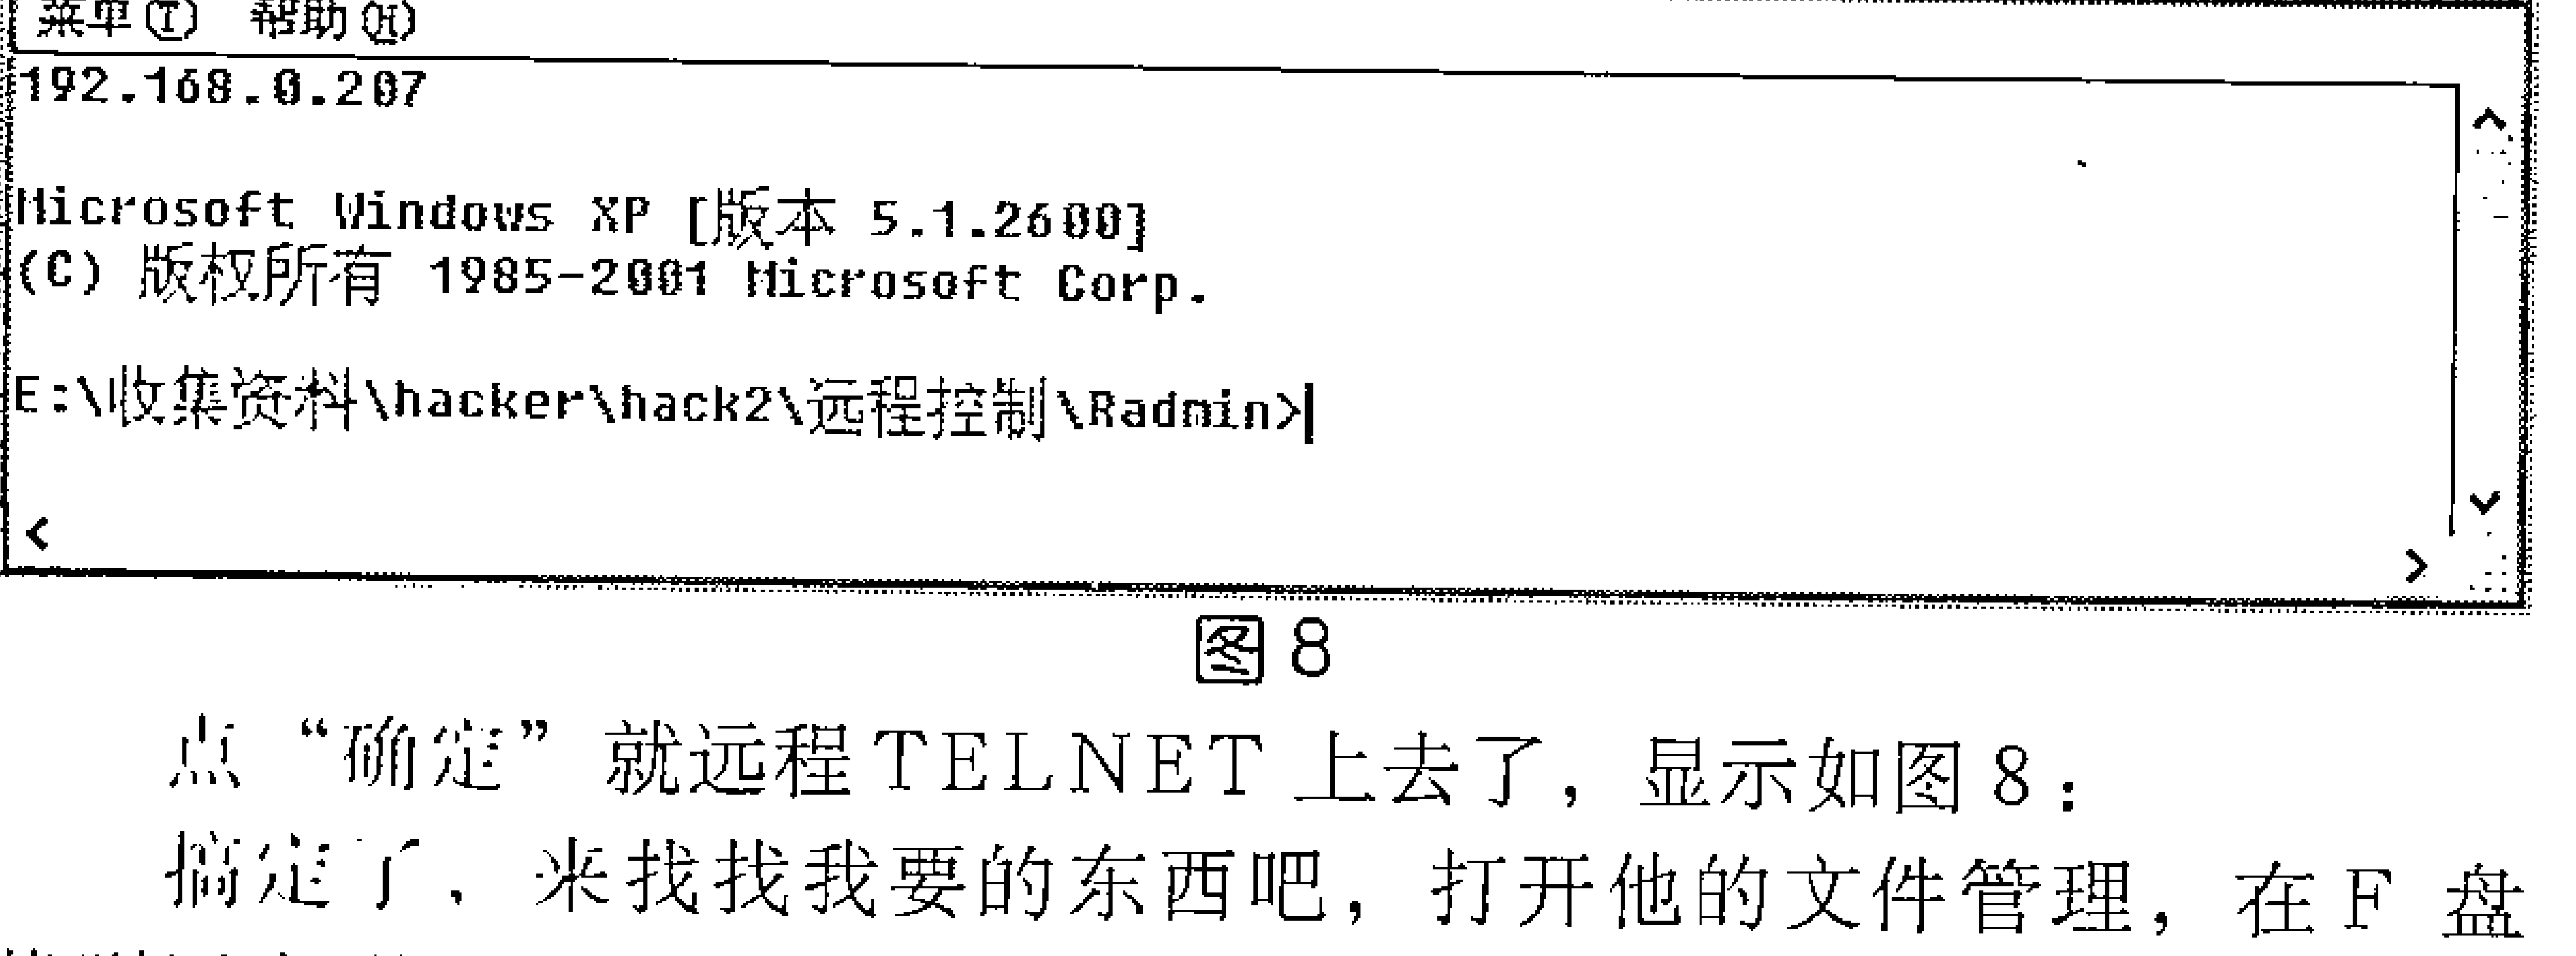 菜单(T) 帮助(H)
192.168.0.207
Microsoft Windows XP [版本 5.1.2600]
(C) 版权所有 1985-2001 Microsoft Corp.
E:\收集资料\hacker\hack2\远程控制\Radmin>
图 8
点“确定”就远程TELNET上去了，显示如图8：
搞定了，来找找我要的东西吧，打开他的文件管理，在F盘